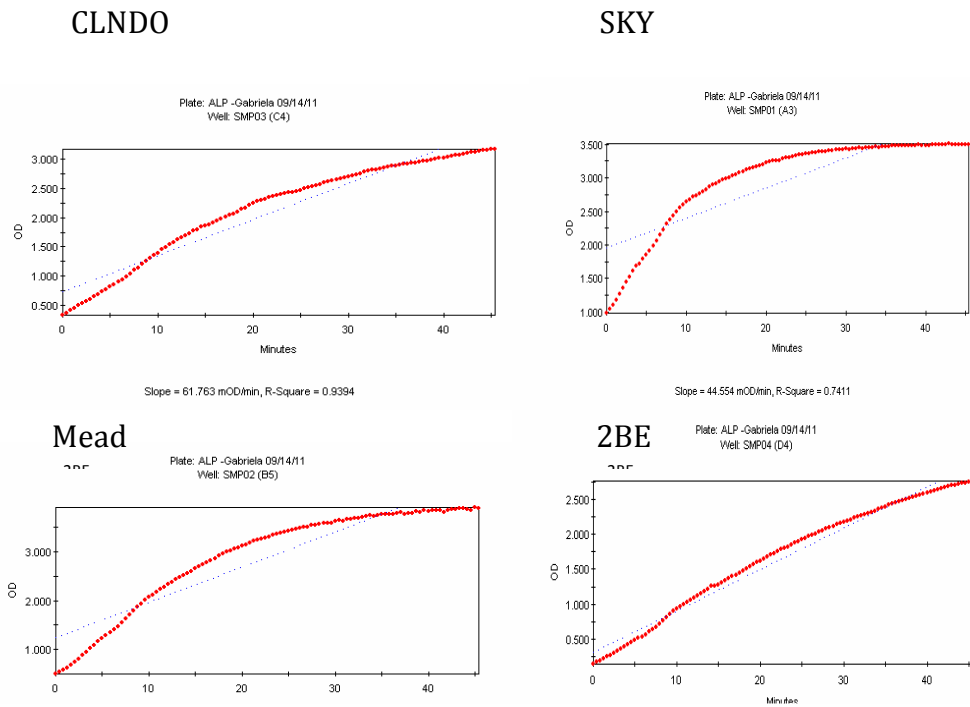 CLNDO
Plate: ALP -Gabriela 09/14/11
Well: SMP03 (C4)
3.000
2.500
2.000
1.500
1.000
0.500
OD
0 10 20 30 40
Minutes
Slope = 61.763 mOD/min, R-Square = 0.9394
SKY
Plate: ALP -Gabriela 09/14/11
Well: SMP01 (A3)
3.500
3.000
2.500
2.000
1.500
1.000
OD
0 10 20 30 40
Minutes
Slope = 44.554 mOD/min, R-Square = 0.7411
Mead
Plate: ALP -Gabriela 09/14/11
Well: SMP02 (B5)
3.000
2.000
1.000
OD
0 10 20 30 40
2BE
Plate: ALP -Gabriela 09/14/11
Well: SMP04 (D4)
2.500
2.000
1.500
1.000
0.500
OD
0 10 20 30 40
Minutes